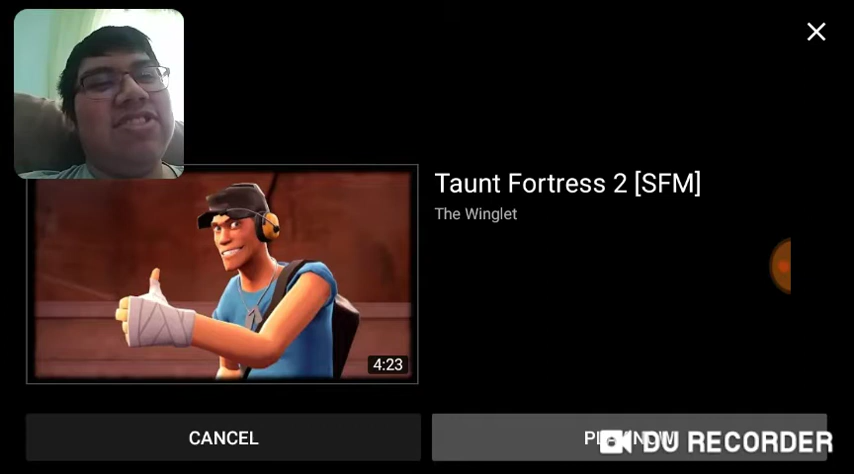 Taunt Fortress 2 [SFM]
The Winglet
4:23
CANCEL
DU RECORDER